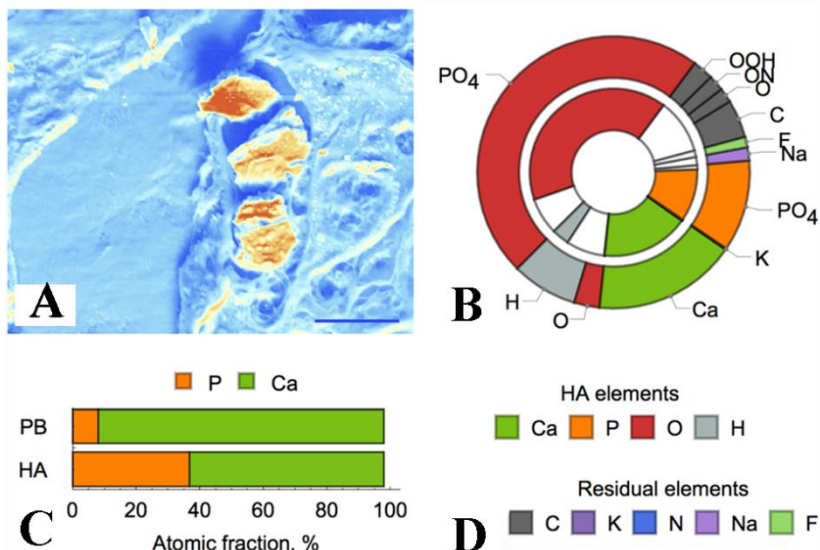 A
OOH
ON
O
PO4
C
F
Na
PO4
K
B
H
O
Ca
P Ca
PB
HA
0 20 40 60 80 100
C
Atomic fraction, %
HA elements
Ca P O H
Residual elements
D
C K N Na F